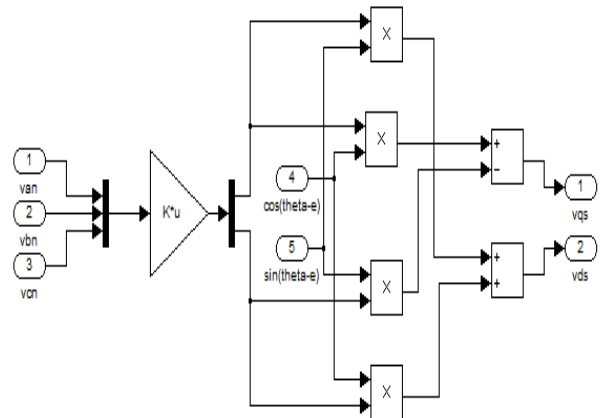 1
van
2
vbn
3
vcn
K*u
4
cos(theta-e)
5
sin(theta-e)
X
X
X
X
+
−
+
+
1
vqs
2
vds